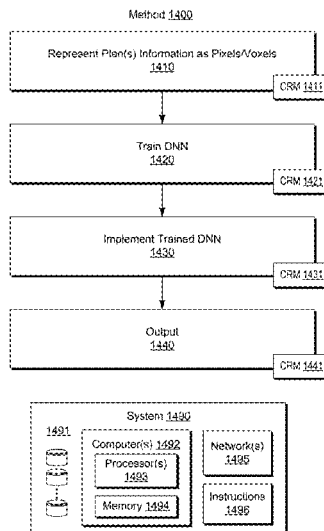 Method 1400
Represent Plan(s) Information as Pixels/Voxels
1410
CRM 1411
Train DNN
1420
CRM 1421
Implement Trained DNN
1430
CRM 1431
Output
1440
CRM 1441
System 1490
1491
Computer(s) 1492
Processor(s)
1493
Memory 1494
Network(s)
1495
Instructions
1496